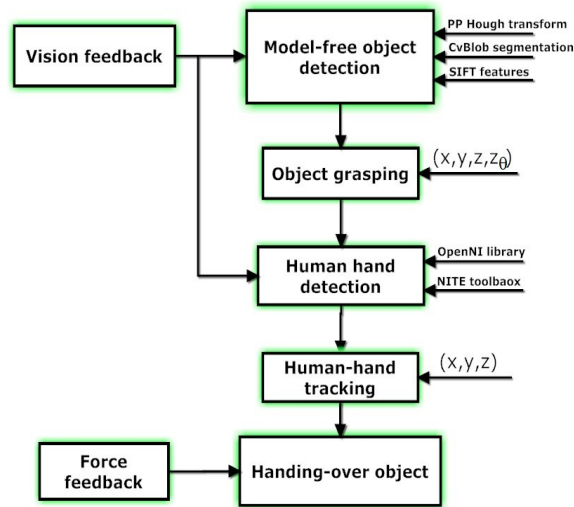 Vision feedback
Model-free object
detection
PP Hough transform
CvBlob segmentation
SIFT features
Object grasping
(x,y,z,zθ)
Human hand
detection
OpenNI library
NITE toolbaox
Human-hand
tracking
(x,y,z)
Force
feedback
Handing-over object